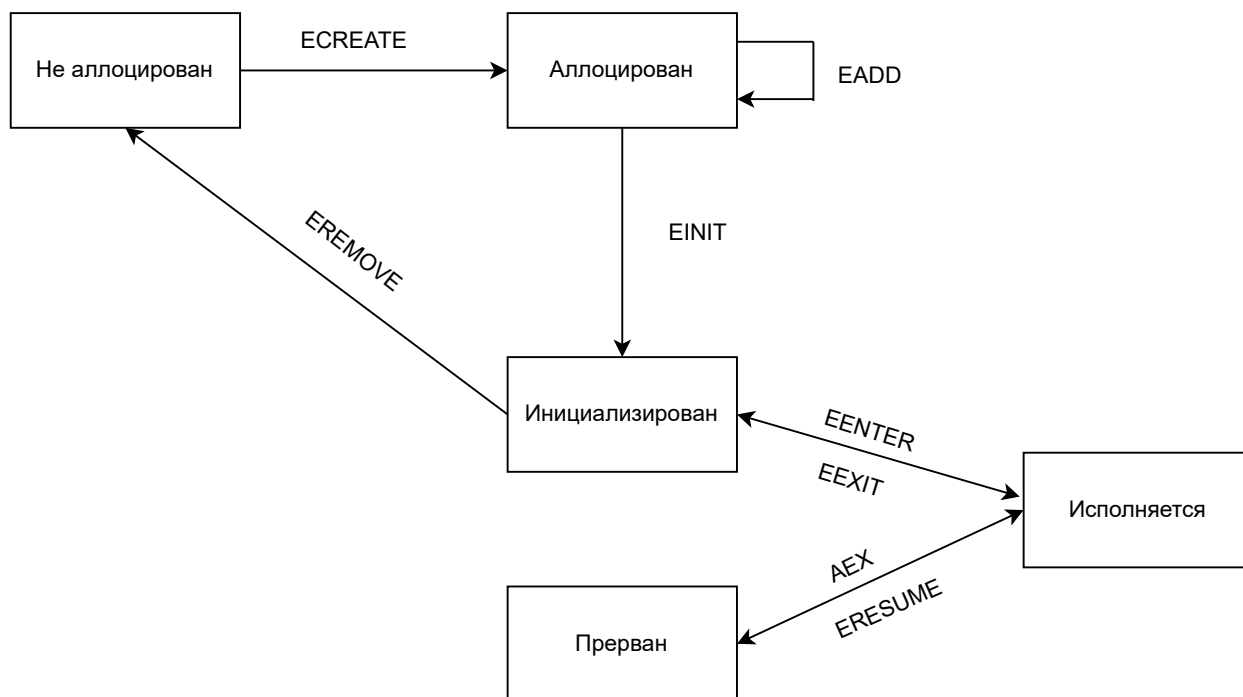 ECREATE
Не аллоцирован
Аллоцирован
EADD
EREMOVE
EINIT
Инициализирован
EENTER
EEXIT
Исполняется
AEX
ERESUME
Прерван